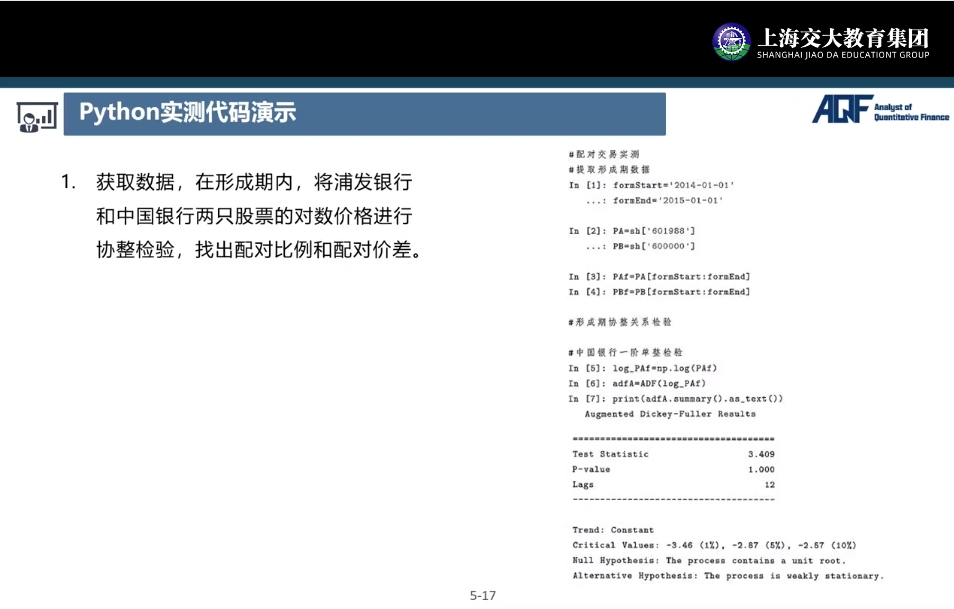 上海交大教育集团
SHANGHAI JIAO DA EDUCATIONT GROUP
Python实测代码演示
AQF Analyst of
Quantitative Finance
1. 获取数据，在形成期内，将浦发银行
和中国银行两只股票的对数价格进行
协整检验，找出配对比例和配对价差。
#配对交易实测
#提取形成期数据
In [1]: formStart='2014-01-01'
...: formEnd='2015-01-01'
In [2]: PA=sh['601988']
...: PB=sh['600000']
In [3]: PAf=PA[formStart:formEnd]
In [4]: PBf=PB[formStart:formEnd]
#形成期协整关系检验
#中国银行一阶单整检验
In [5]: log_PAf=np.log(PAf)
In [6]: adfA=ADF(log_PAf)
In [7]: print(adfA.summary().as_text())
Augmented Dickey-Fuller Results
=====================================
Test Statistic 3.409
P-value 1.000
Lags 12
-------------------------------------
Trend: Constant
Critical Values: -3.46 (1%), -2.87 (5%), -2.57 (10%)
Null Hypothesis: The process contains a unit root.
Alternative Hypothesis: The process is weakly stationary.
5-17